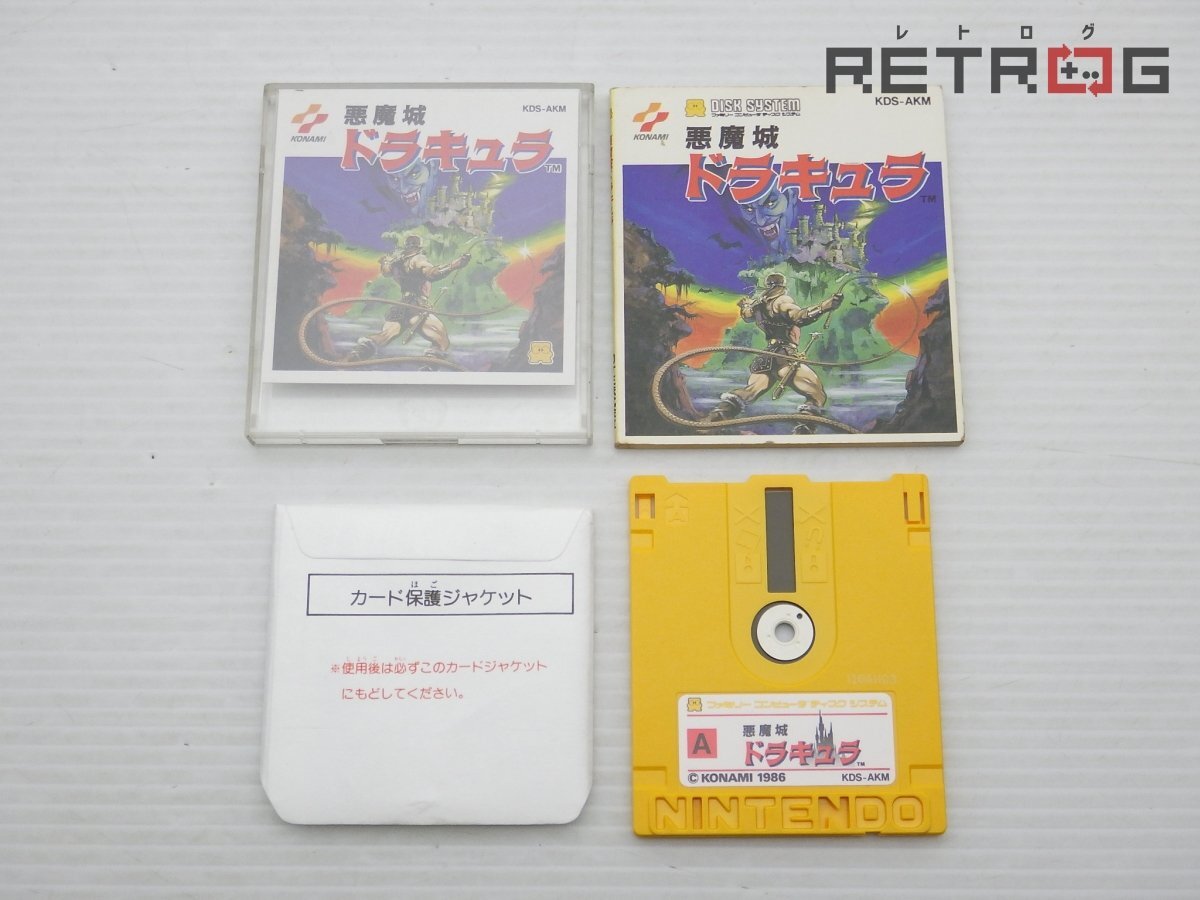 レトログ
RETROG
KONAMI
悪魔城
KDS-AKM
ドラキュラ
TM
DISK SYSTEM
ファミリー コンピュータ ディスク システム
KDS-AKM
KONAMI
悪魔城
ドラキュラ
TM
カード保護ジャケット
はご
※使用後は必ずこのカードジャケット
にもどしてください。
A
ファミリー コンピュータ ディスク システム
A
悪魔城
ドラキュラ
TM
© KONAMI 1986
KDS-AKM
NINTENDO